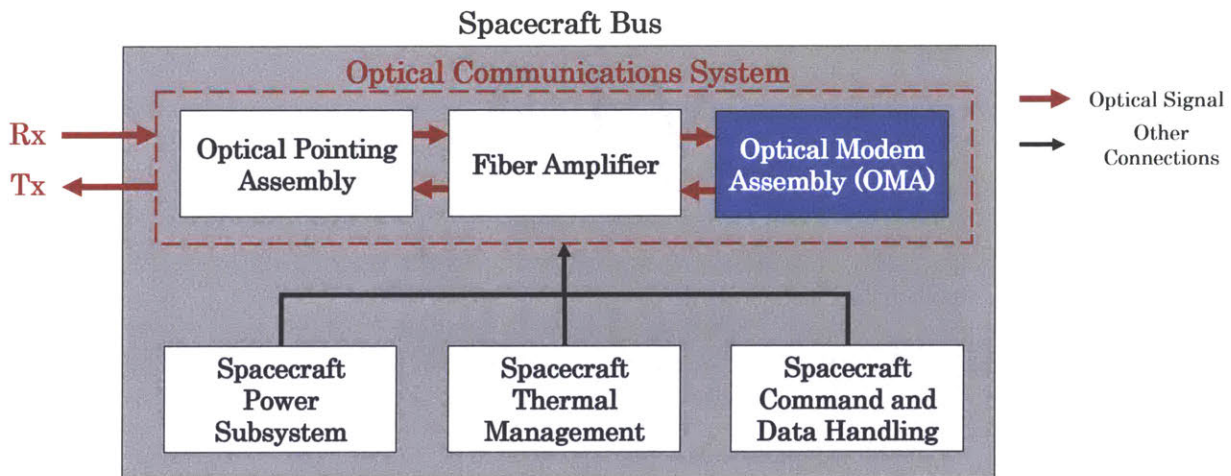 Spacecraft Bus
Optical Communications System
Rx
Tx
Optical Pointing
Assembly
Fiber Amplifier
Optical Modem
Assembly (OMA)
Optical Signal
Other
Connections
Spacecraft
Power
Subsystem
Spacecraft
Thermal
Management
Spacecraft
Command and
Data Handling